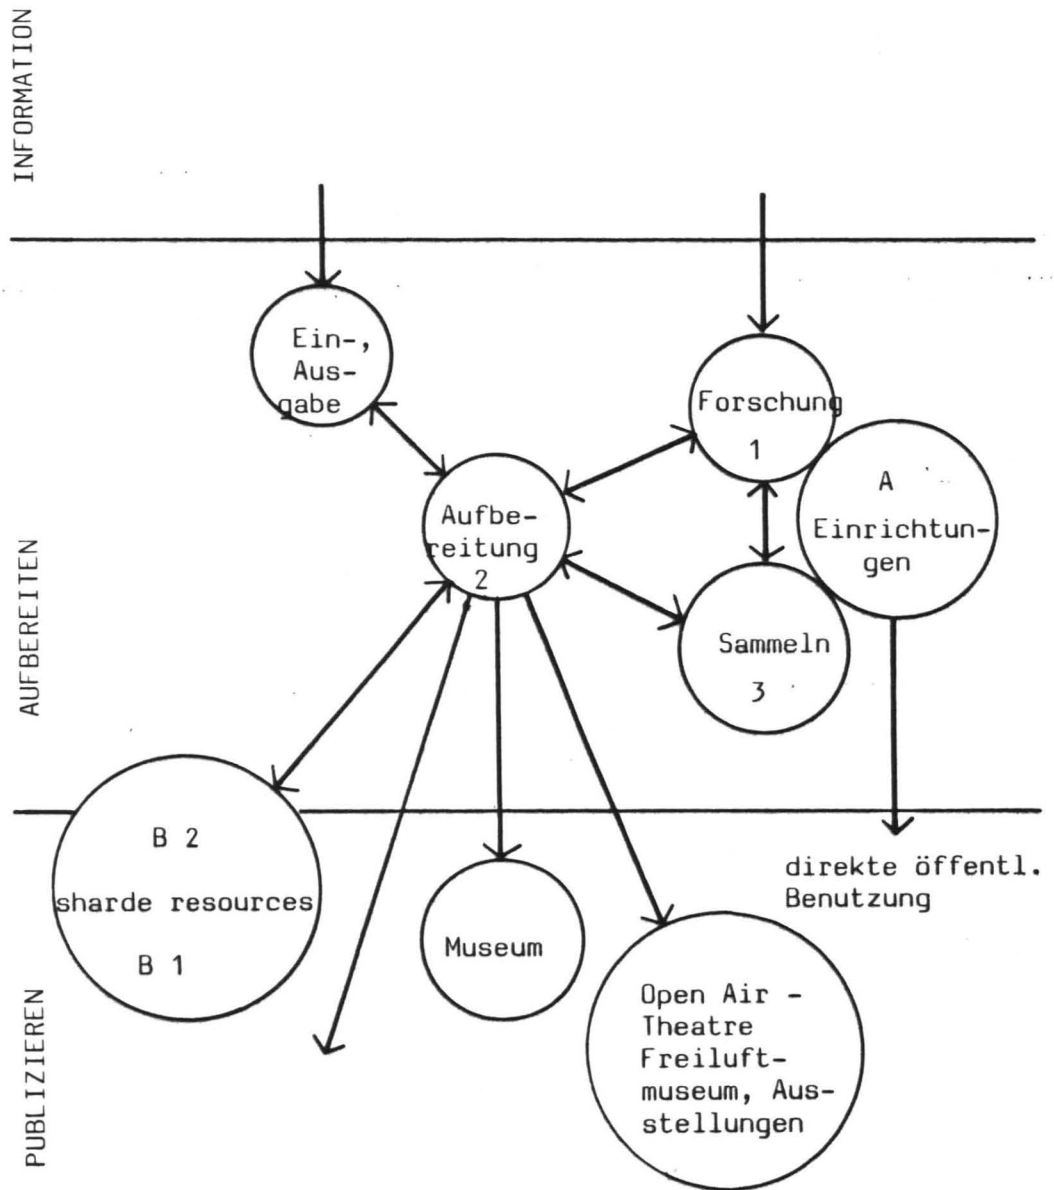 INFORMATION
Ein-,
Aus-
gabe
Forschung
1
A
Einrichtun-
gen
Aufbe-
reitung
2
AUFBEREITEN
Sammeln
3
B 2
sharde resources
B 1
direkte öffentl.
Benutzung
Museum
PUBLIZIEREN
Open Air -
Theatre
Freiluft-
museum, Aus-
stellungen